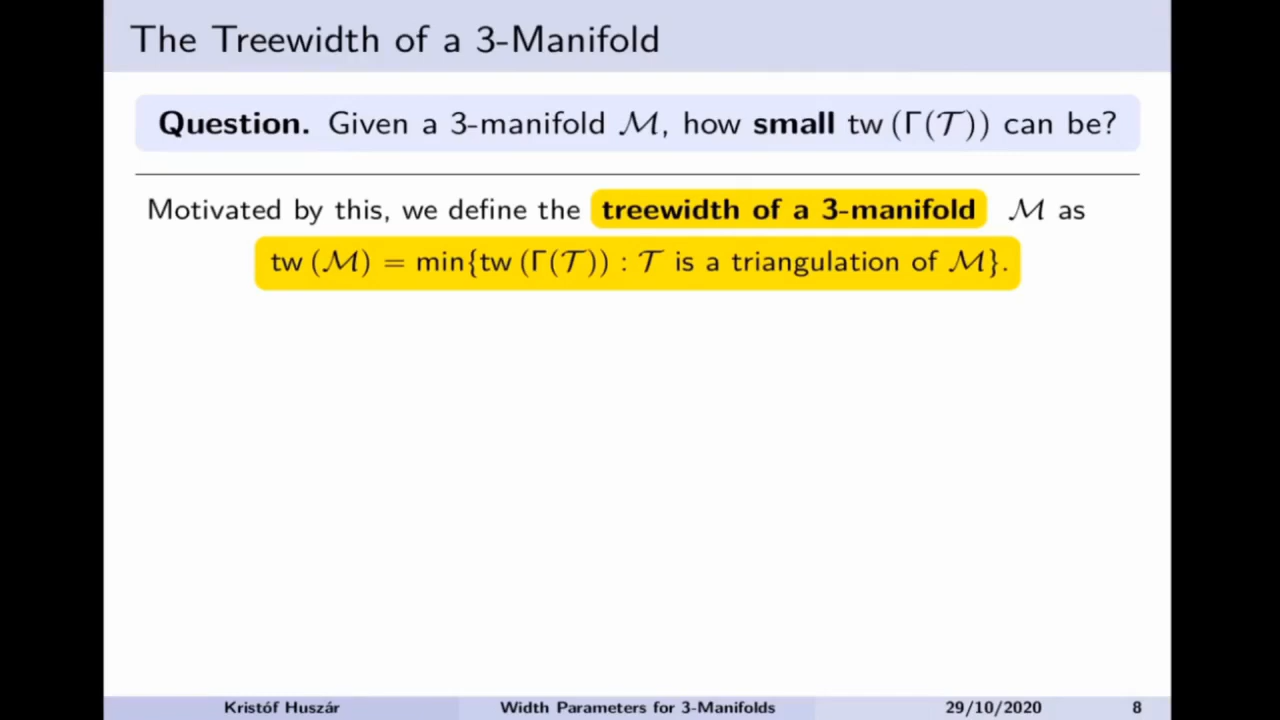 The Treewidth of a 3-Manifold
Question. Given a 3-manifold ℳ, how small tw (Γ(𝒯)) can be?
Motivated by this, we define the treewidth of a 3-manifold ℳ as
tw (ℳ) = min{tw (Γ(𝒯)) : 𝒯 is a triangulation of ℳ}.
Kristóf Huszár Width Parameters for 3-Manifolds 29/10/2020 8